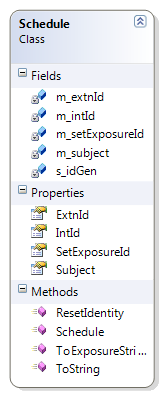 Schedule
Class
Fields
m_extnId
m_intId
m_setExposureId
m_subject
s_idGen
Properties
ExtnId
IntId
SetExposureId
Subject
Methods
ResetIdentity
Schedule
ToExposureStri...
ToString